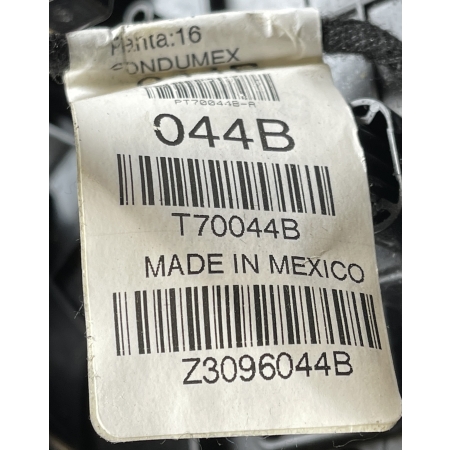 Planta:16
CONDUMEX
PT70044B-R
044B
T70044B
MADE IN MEXICO
Z3096044B